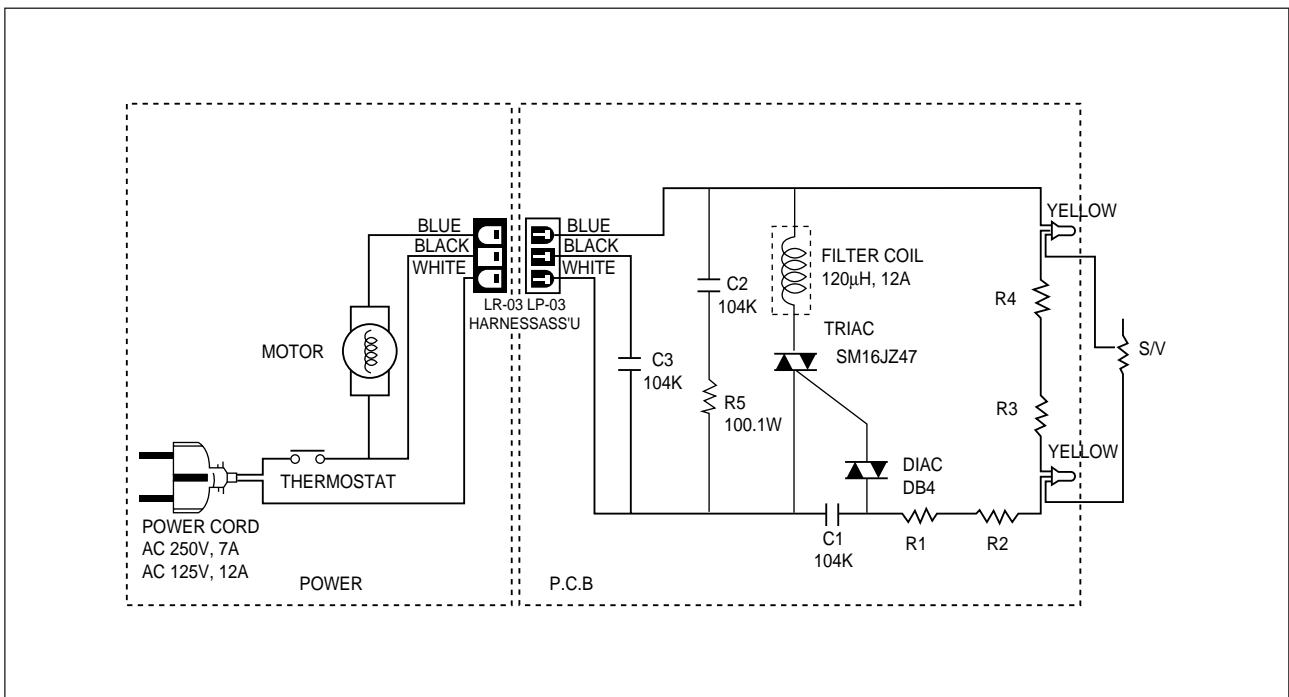 BLUE
BLACK
WHITE
LR-03 LP-03
HARNESSASS'U
MOTOR
THERMOSTAT
POWER CORD
AC 250V, 7A
AC 125V, 12A
POWER
BLUE
BLACK
WHITE
C3
104K
C2
104K
R5
100.1W
FILTER COIL
120µH, 12A
TRIAC
SM16JZ47
DIAC
DB4
C1
104K
R1
R2
YELLOW
R4
R3
YELLOW
S/V
P.C.B